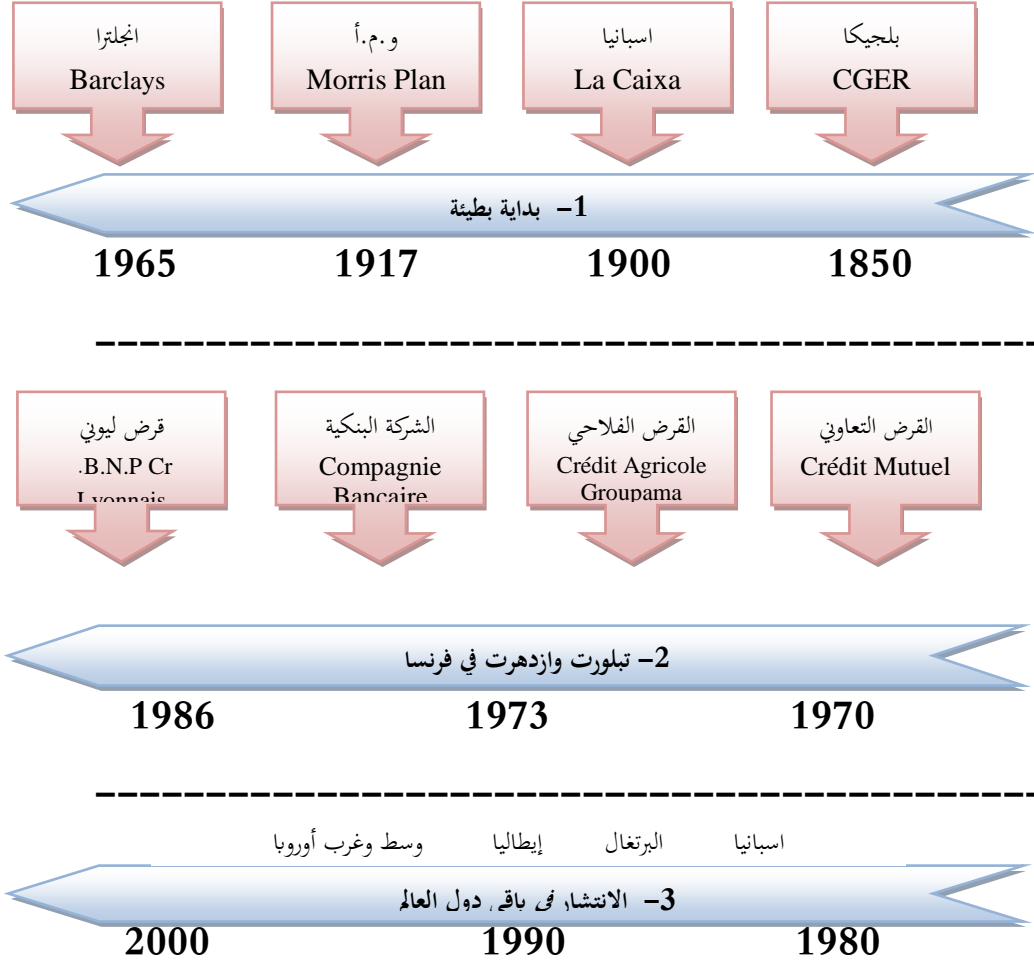 بلجيكا
CGER
اسبانيا
La Caixa
و.م.أ
Morris Plan
انجلترا
Barclays
1- بداية بطيئة
1850 1900 1917 1965
القرض التعاوني
Crédit Mutuel
القرض الفلاحي
Crédit Agricole
Groupama
الشركة البنكية
Compagnie
Bancaire
قرض ليوني
B.N.P Cr.
Lyonnais
2- تبلورت وازدهرت في فرنسا
1970 1973 1986
اسبانيا البرتغال إيطاليا وسط وغرب أوروبا
3- الانتشار في باقي دول العالم
1980 1990 2000